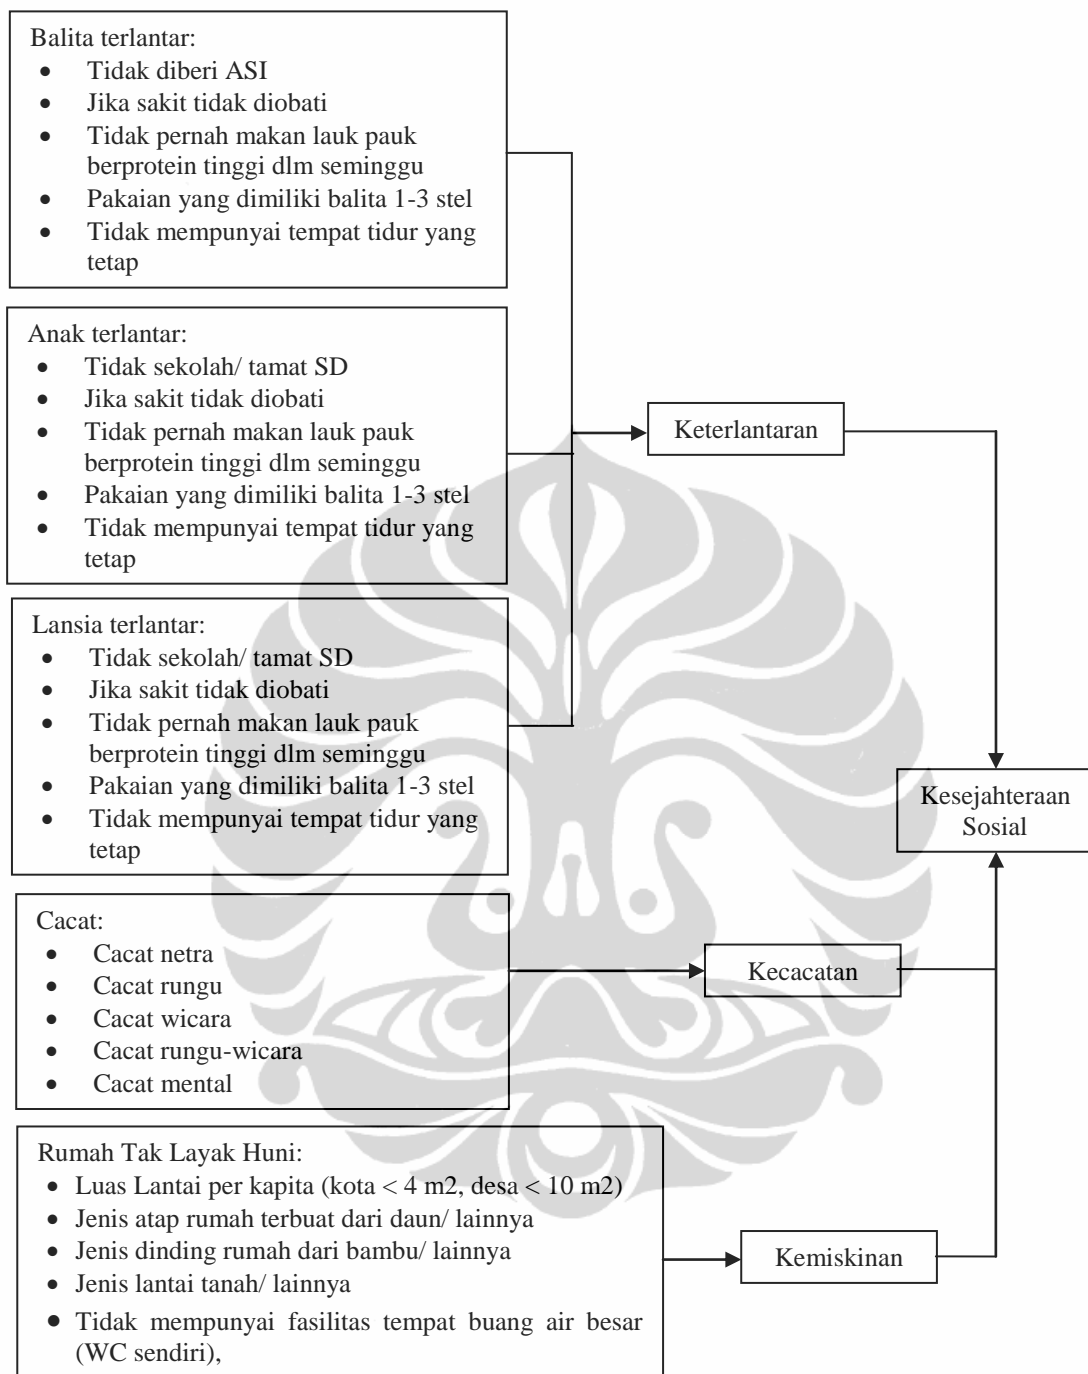 Balita terlantar:
• Tidak diberi ASI
• Jika sakit tidak diobati
• Tidak pernah makan lauk pauk
berprotein tinggi dlm seminggu
• Pakaian yang dimiliki balita 1-3 stel
• Tidak mempunyai tempat tidur yang
tetap
Anak terlantar:
• Tidak sekolah/ tamat SD
• Jika sakit tidak diobati
• Tidak pernah makan lauk pauk
berprotein tinggi dlm seminggu
• Pakaian yang dimiliki balita 1-3 stel
• Tidak mempunyai tempat tidur yang
tetap
Lansia terlantar:
• Tidak sekolah/ tamat SD
• Jika sakit tidak diobati
• Tidak pernah makan lauk pauk
berprotein tinggi dlm seminggu
• Pakaian yang dimiliki balita 1-3 stel
• Tidak mempunyai tempat tidur yang
tetap
Cacat:
• Cacat netra
• Cacat rungu
• Cacat wicara
• Cacat rungu-wicara
• Cacat mental
Rumah Tak Layak Huni:
• Luas Lantai per kapita (kota < 4 m2, desa < 10 m2)
• Jenis atap rumah terbuat dari daun/ lainnya
• Jenis dinding rumah dari bambu/ lainnya
• Jenis lantai tanah/ lainnya
• Tidak mempunyai fasilitas tempat buang air besar
(WC sendiri),
Keterlantaran
Kecacatan
Kemiskinan
Kesejahteraan
Sosial